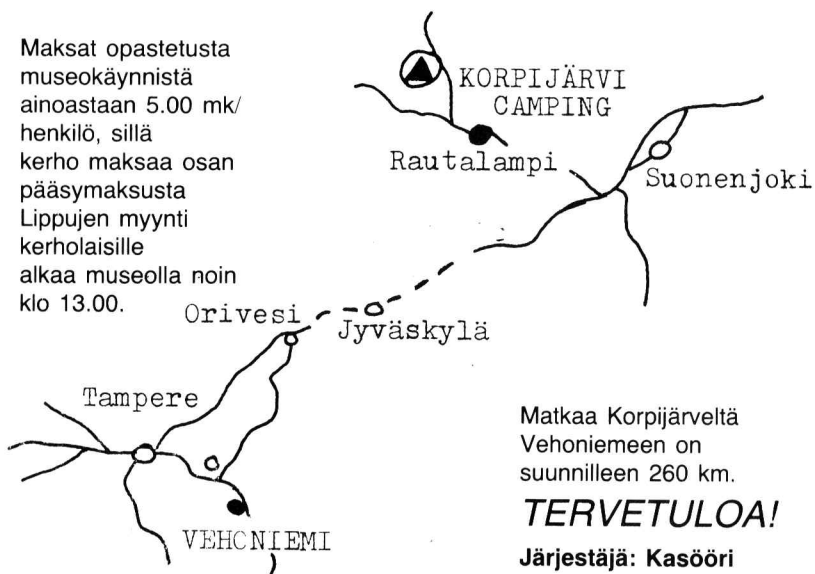 Maksat opastetusta
museokäynnistä
ainoastaan 5.00 mk/
henkilö, sillä
kerho maksaa osan
pääsymaksusta
Lippujen myynti
kerholaisille
alkaa museolla noin
klo 13.00.
KORPIJÄRVI
CAMPING
Rautalampi
Suonenjoki
Orivesi
Jyväskylä
Tampere
VEHONIEMI
Matkaa Korpijärveltä
Vehoniemeen on
suunnilleen 260 km.
TERVETULOA!
Järjestäjä: Kasööri